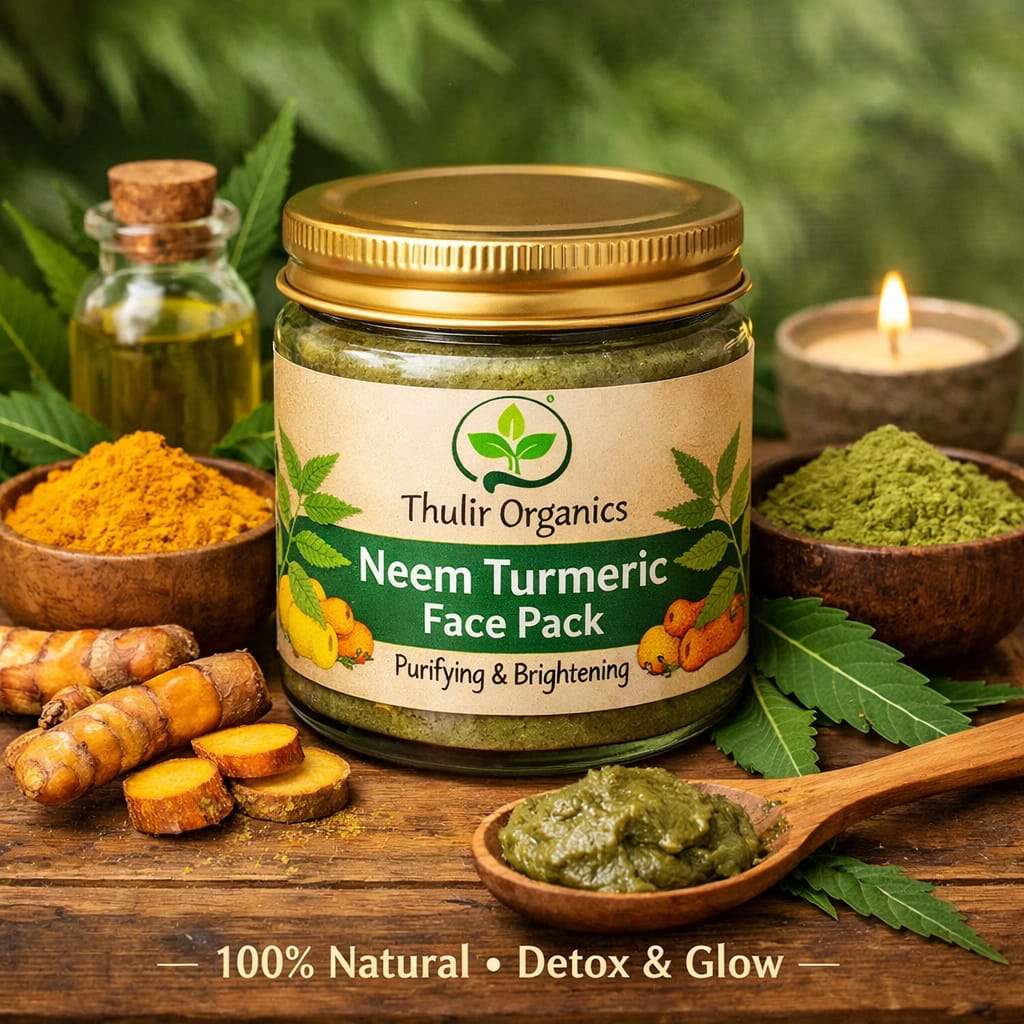 Thulir Organics
Neem Turmeric
Face Pack
Purifying & Brightening
— 100% Natural • Detox & Glow —